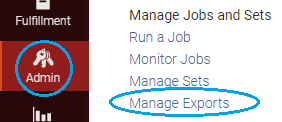 Fulfillment
Admin
Manage Jobs and Sets
Run a Job
Monitor Jobs
Manage Sets
Manage Exports